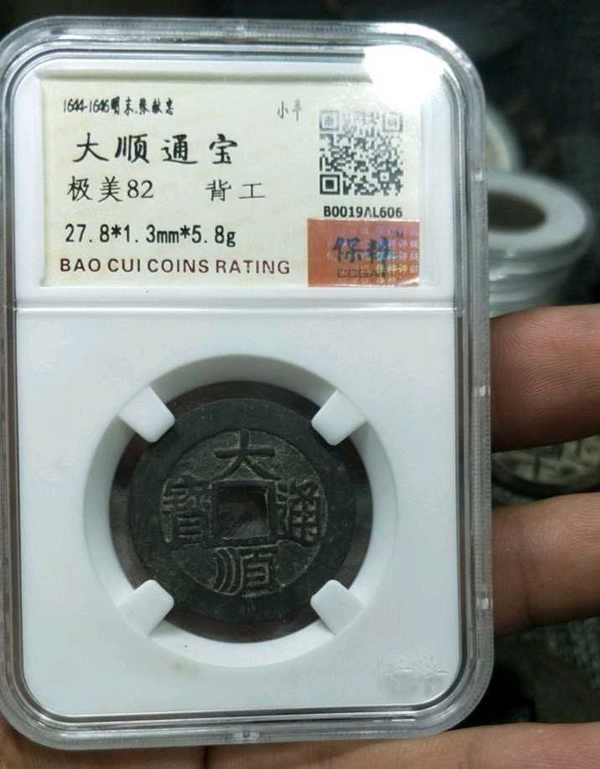 1644-1646明末.张献忠 小平
大顺通宝
极美82 背工
B0019AL606
27.8*1.3mm*5.8g
保粹
BAO CUI COINS RATING
大
寶 通
順